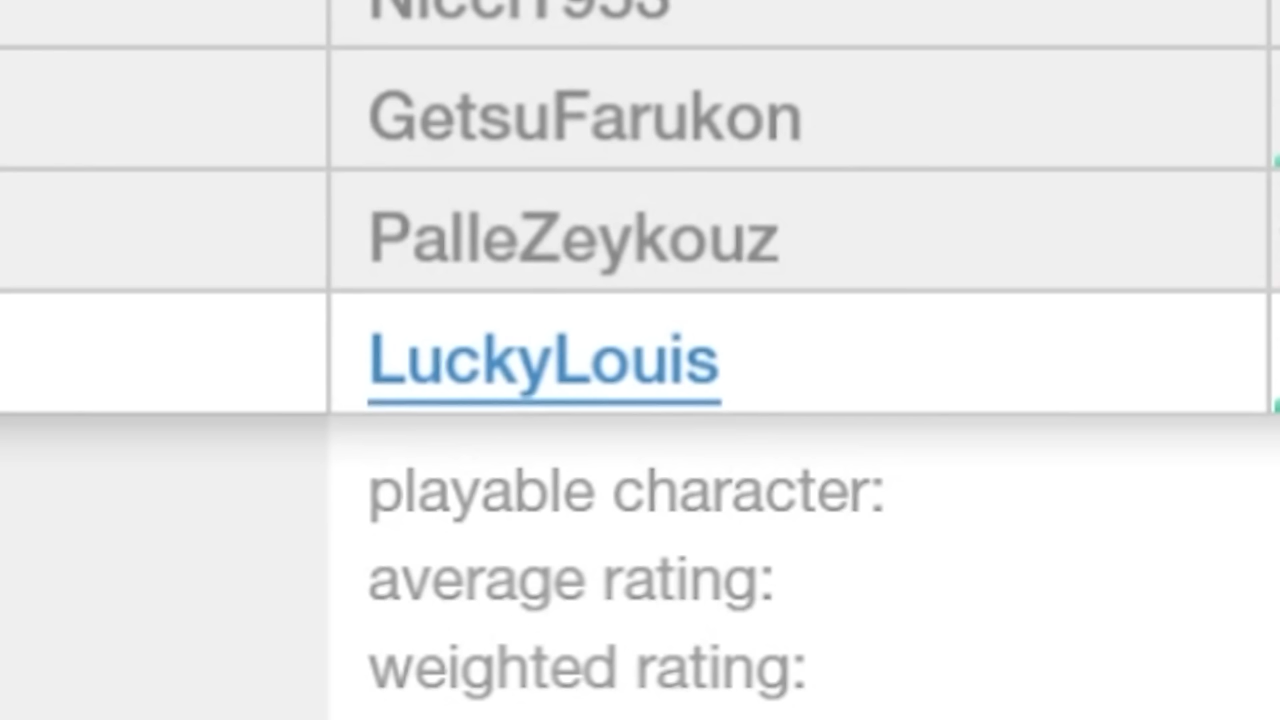 GetsuFarukon
PalleZeykouz
LuckyLouis
playable character:
average rating:
weighted rating: